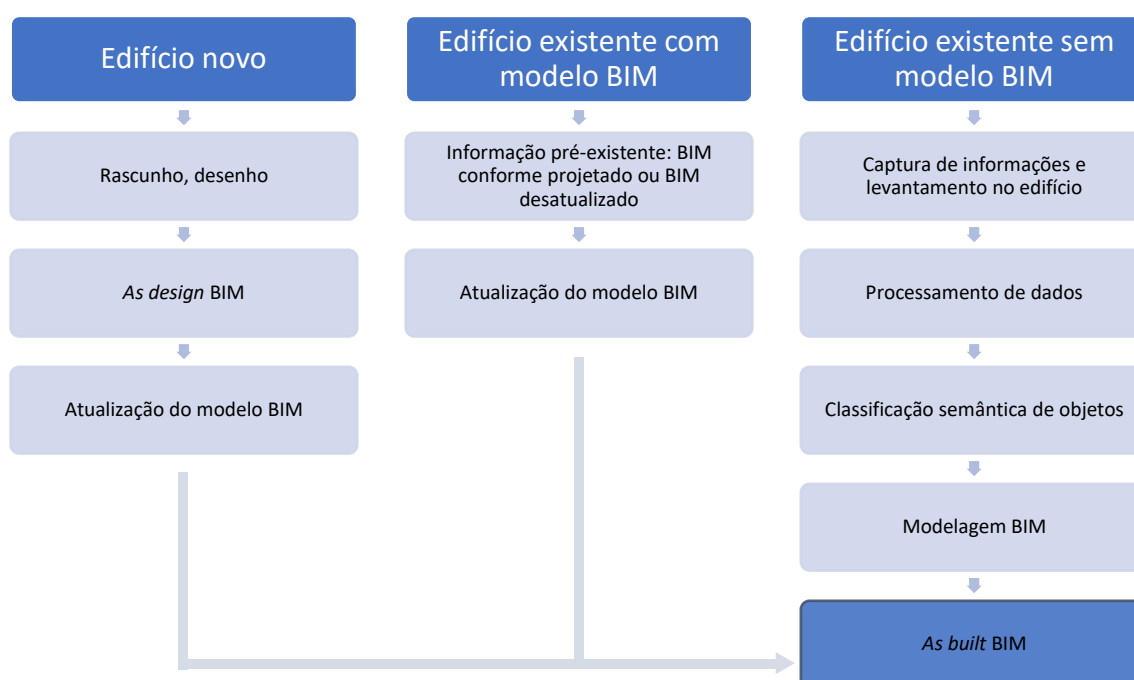 Edifício novo
Rascunho, desenho
As design BIM
Atualização do modelo BIM
Edifício existente com
modelo BIM
Informação pré-existente: BIM
conforme projetado ou BIM
desatualizado
Atualização do modelo BIM
Edifício existente sem
modelo BIM
Captura de informações e
levantamento no edifício
Processamento de dados
Classificação semântica de objetos
Modelagem BIM
As built BIM